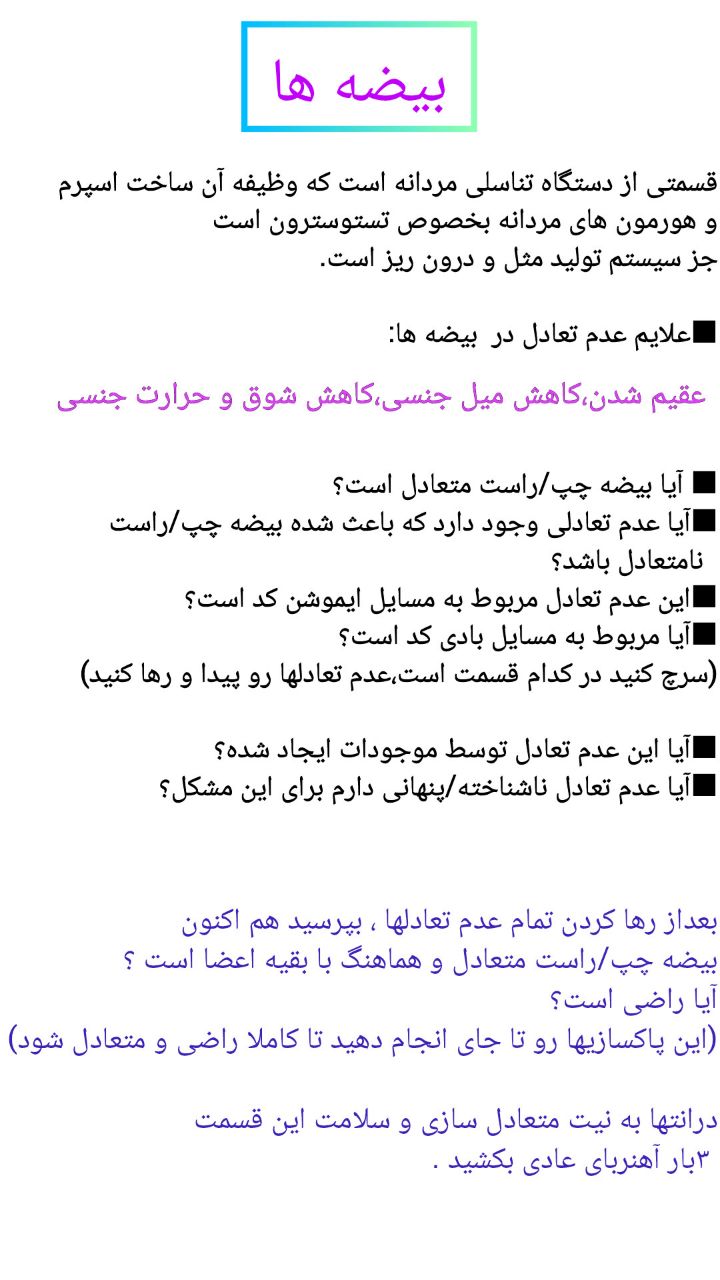 بیضه ها
قسمتی از دستگاه تناسلی مردانه است که وظیفه آن ساخت اسپرم
و هورمون های مردانه بخصوص تستوسترون است
جز سیستم تولید مثل و درون ریز است.
■علایم عدم تعادل در بیضه ها:
عقیم شدن،کاهش میل جنسی،کاهش شوق و حرارت جنسی
■ آیا بیضه چپ/راست متعادل است؟
■آیا عدم تعادلی وجود دارد که باعث شده بیضه چپ/راست
نامتعادل باشد؟
■این عدم تعادل مربوط به مسایل ایموشن کد است؟
■آیا مربوط به مسایل بادی کد است؟
(سرچ کنید در کدام قسمت است،عدم تعادلها رو پیدا و رها کنید)
■آیا این عدم تعادل توسط موجودات ایجاد شده؟
■آیا عدم تعادل ناشناخته/پنهانی دارم برای این مشکل؟
بعداز رها کردن تمام عدم تعادلها ، بپرسید هم اکنون
بیضه چپ/راست متعادل و هماهنگ با بقیه اعضا است ؟
آیا راضی است؟
(این پاکسازیها رو تا جای انجام دهید تا کاملا راضی و متعادل شود)
درانتها به نیت متعادل سازی و سلامت این قسمت
۳بار آهنربای عادی بکشید .